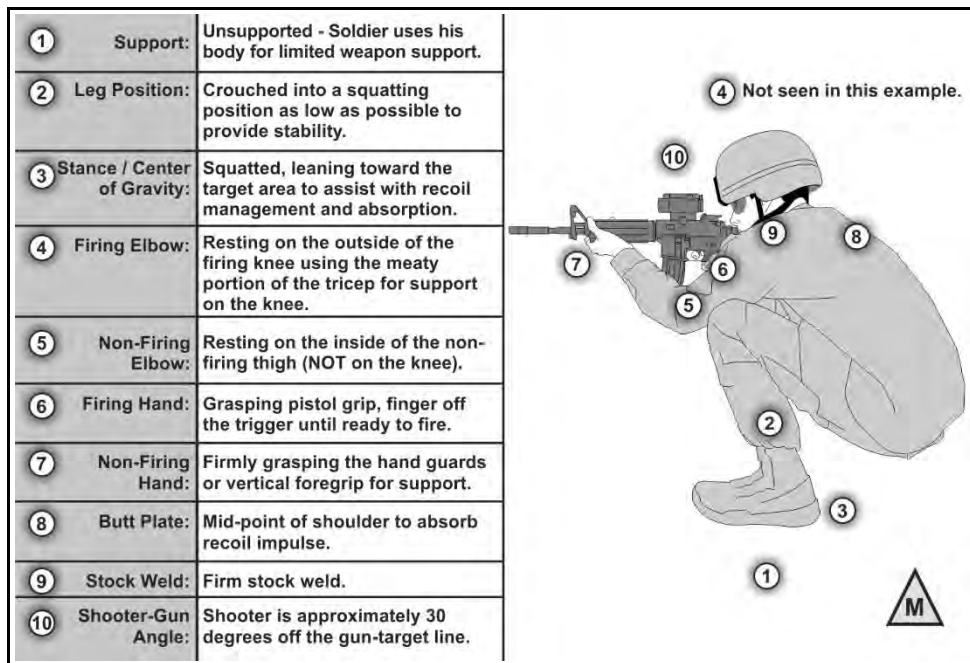 1 Support: Unsupported - Soldier uses his
body for limited weapon support.
2 Leg Position: Crouched into a squatting
position as low as possible to
provide stability.
3 Stance / Center
of Gravity:
Squatted, leaning toward the
target area to assist with recoil
management and absorption.
4 Firing Elbow: Resting on the outside of the
firing knee using the meaty
portion of the tricep for support
on the knee.
5 Non-Firing
Elbow:
Resting on the inside of the non-
firing thigh (NOT on the knee).
6 Firing Hand: Grasping pistol grip, finger off
the trigger until ready to fire.
7 Non-Firing
Hand:
Firmly grasping the hand guards
or vertical foregrip for support.
8 Butt Plate: Mid-point of shoulder to absorb
recoil impulse.
9 Stock Weld: Firm stock weld.
10 Shooter-Gun
Angle:
Shooter is approximately 30
degrees off the gun-target line.
4 Not seen in this example.
10
9
8
7
6
5
2
3
1
M